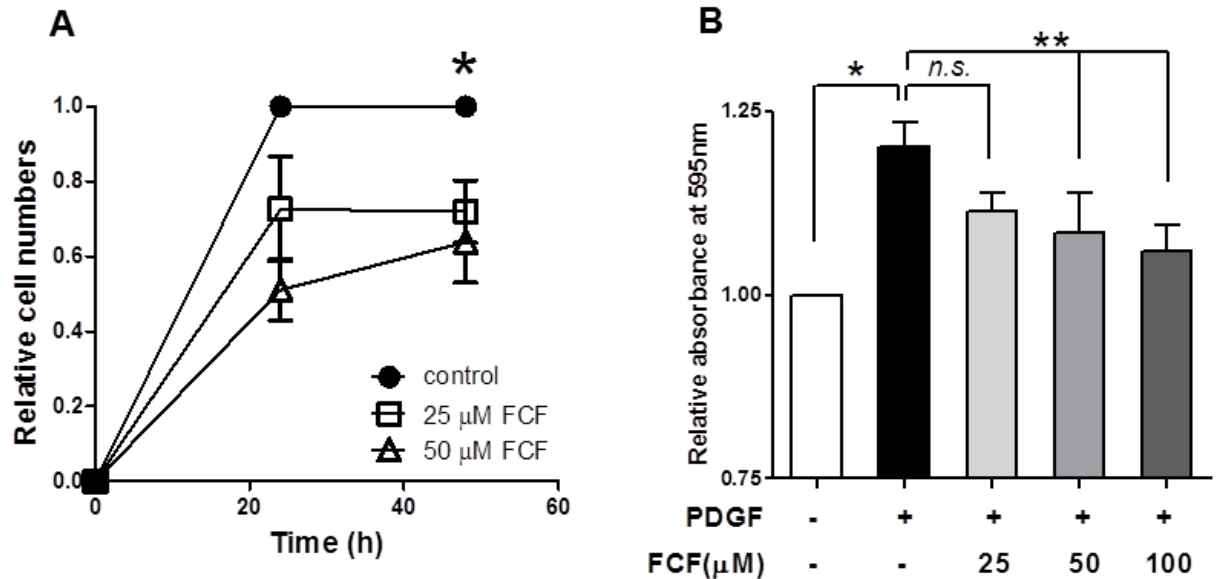 A
*
1.0
0.8
0.6
0.4
0.2
0.0
Relative cell numbers
control
25 μM FCF
50 μM FCF
0 20 40 60
Time (h)
B
**
* n.s.
1.25
1.00
0.75
Relative absorbance at 595nm
PDGF - + + + +
FCF(μM) - - 25 50 100